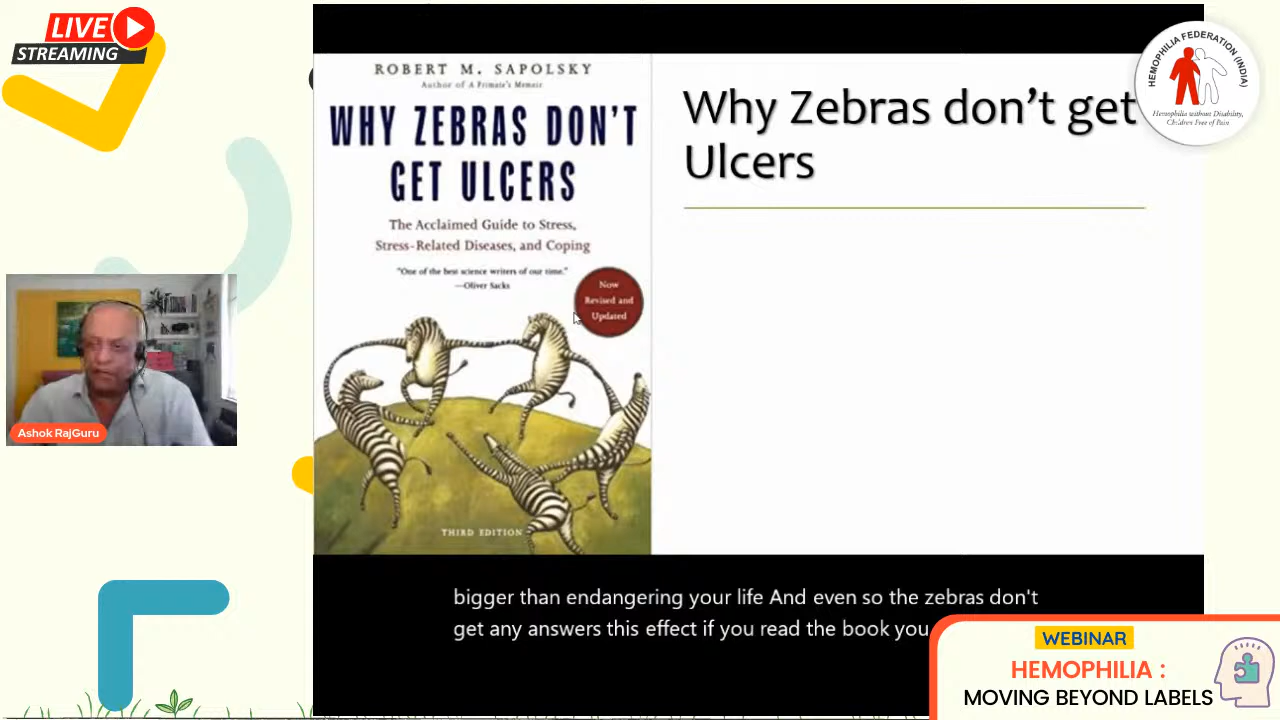 LIVE
STREAMING
ROBERT M. SAPOLSKY
Author of A Primate's Memoir
WHY ZEBRAS DON'T
GET ULCERS
The Acclaimed Guide to Stress,
Stress-Related Diseases, and Coping
"One of the best science writers of our time."
—Oliver Sacks
Now
Revised and
Updated
THIRD EDITION
Why Zebras don't get
Ulcers
HEMOPHILIA FEDERATION (INDIA)
Hemophilia without Disability,
Children Free of Pain
Ashok RajGuru
bigger than endangering your life And even so the zebras don't
get any answers this effect if you read the book you
WEBINAR
HEMOPHILIA :
MOVING BEYOND LABELS